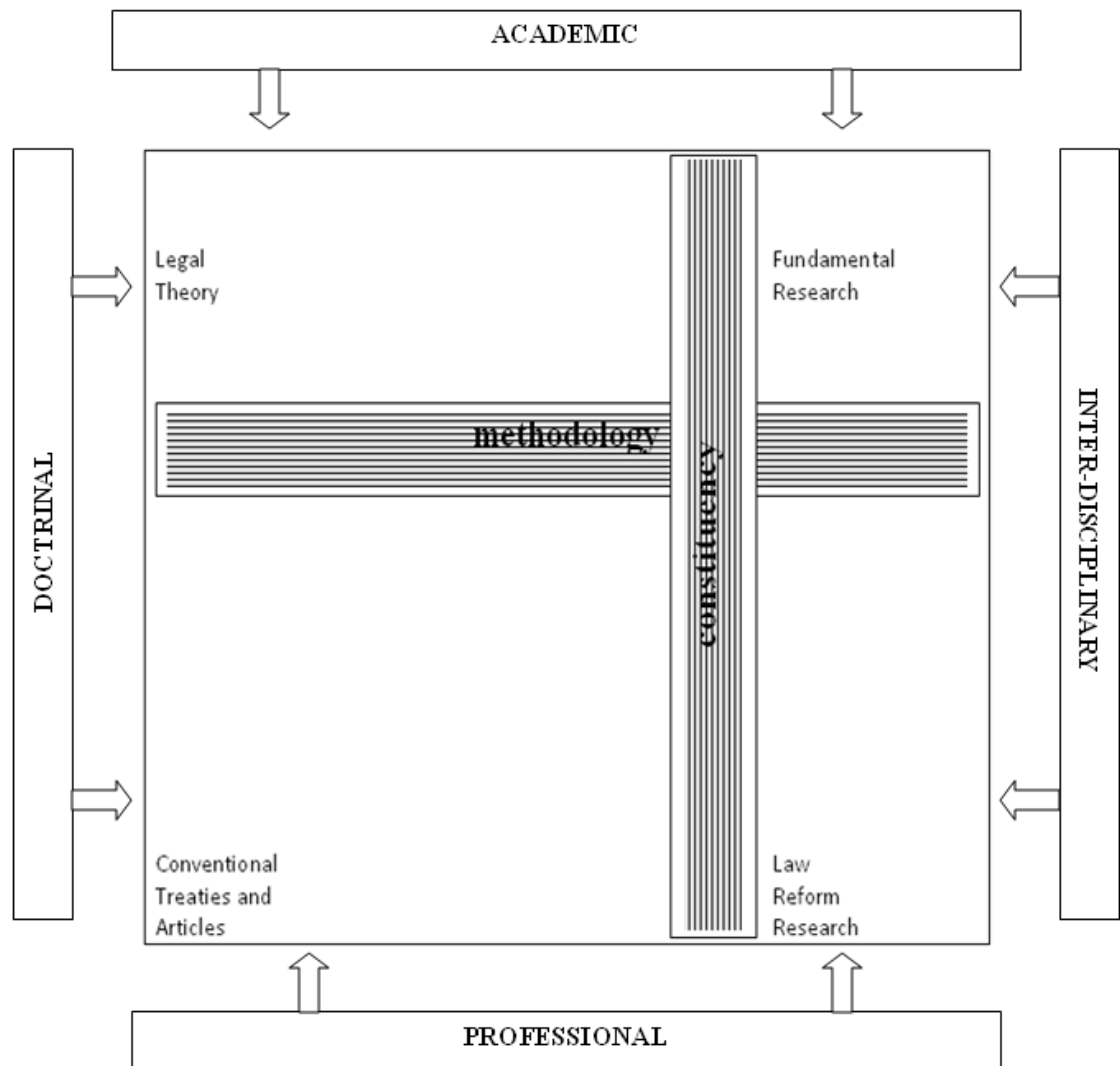 ACADEMIC
Legal
Theory
Fundamental
Research
methodology
constituency
DOCTRINAL
INTER-DISCIPLINARY
Conventional
Treaties and
Articles
Law
Reform
Research
PROFESSIONAL